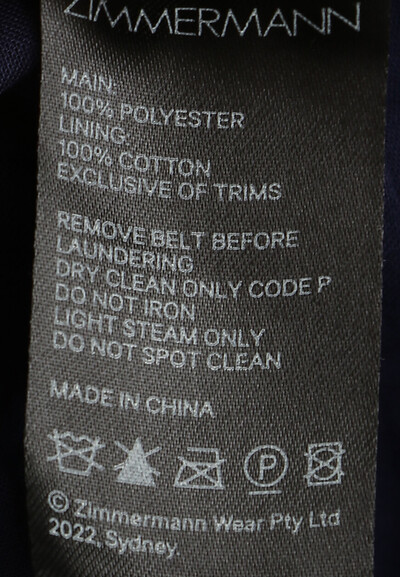 ZIMMERMANN
MAIN:
100% POLYESTER
LINING:
100% COTTON
EXCLUSIVE OF TRIMS
REMOVE BELT BEFORE
LAUNDERING
DRY CLEAN ONLY CODE P
DO NOT IRON
LIGHT STEAM ONLY
DO NOT SPOT CLEAN
MADE IN CHINA
P
© Zimmermann Wear Pty Ltd
2022. Sydney.